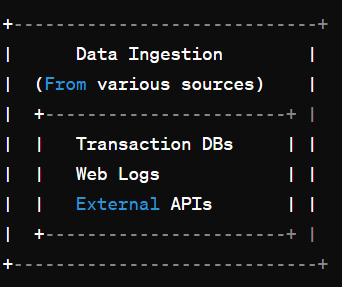 Data Ingestion
(From various sources)
Transaction DBs
Web Logs
External APIs